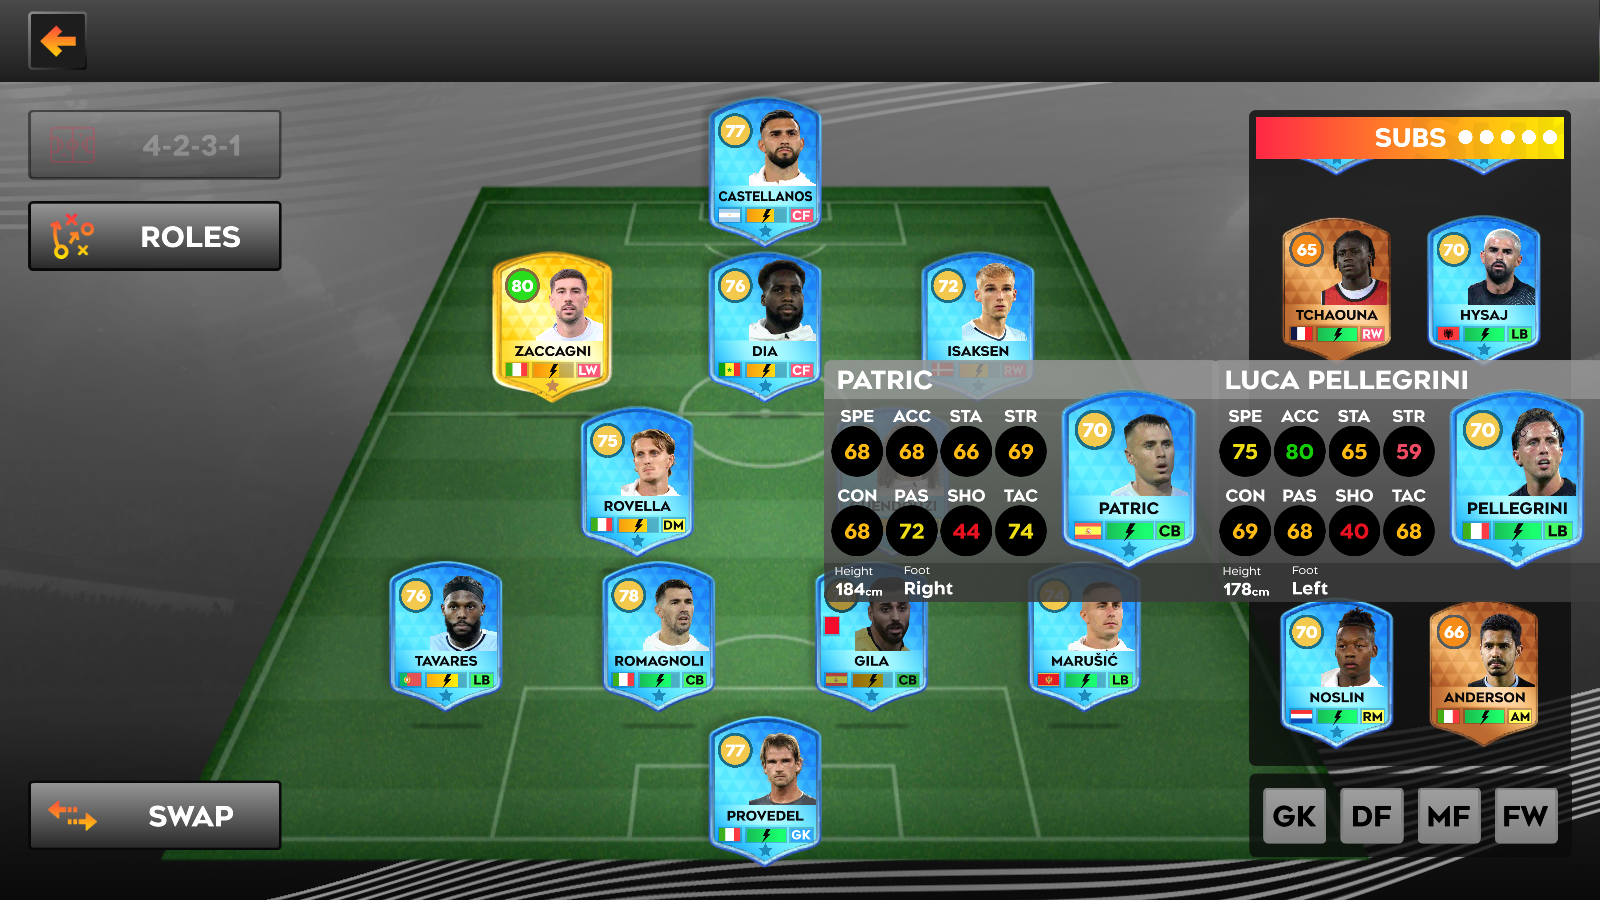 4-2-3-1
ROLES
SWAP
77
CASTELLANOS
CF
80
ZACCAGNI
LW
76
DIA
CF
72
ISAKSEN
RW
75
ROVELLA
DM
76
TAVARES
LB
78
ROMAGNOLI
CB
GILA
CB
74
MARUŠIĆ
LB
77
PROVEDEL
GK
PATRIC
SPE ACC STA STR
68 68 66 69
CON PAS SHO TAC
68 72 44 74
Height Foot
184cm Right
70
PATRIC
CB
LUCA PELLEGRINI
SPE ACC STA STR
75 80 65 59
CON PAS SHO TAC
69 68 40 68
Height Foot
178cm Left
70
PELLEGRINI
LB
SUBS
65
TCHAOUNA
RW
70
HYSAJ
LB
70
NOSLIN
RM
66
ANDERSON
AM
GK DF MF FW